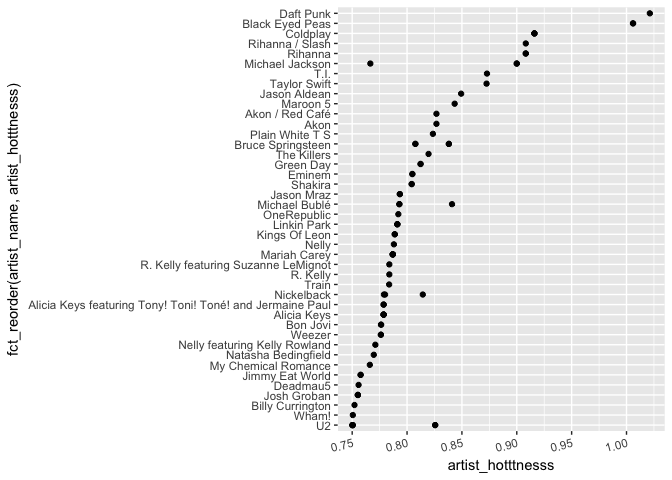 Daft Punk
Black Eyed Peas
Coldplay
Rihanna / Slash
Rihanna
Michael Jackson
T.I.
Taylor Swift
Jason Aldean
Maroon 5
Akon / Red Café
Akon
Plain White T S
Bruce Springsteen
The Killers
Green Day
Eminem
Shakira
Jason Mraz
Michael Bublé
OneRepublic
Linkin Park
Kings Of Leon
Nelly
Mariah Carey
R. Kelly featuring Suzanne LeMignot
R. Kelly
Train
Nickelback
Alicia Keys featuring Tony! Toni! Toné! and Jermaine Paul
Alicia Keys
Bon Jovi
Weezer
Nelly featuring Kelly Rowland
Natasha Bedingfield
My Chemical Romance
Jimmy Eat World
Deadmau5
Josh Groban
Billy Currington
Wham!
U2
fct_reorder(artist_name, artist_hotttnesss)
0.75 0.80 0.85 0.90 0.95 1.00
artist_hotttnesss